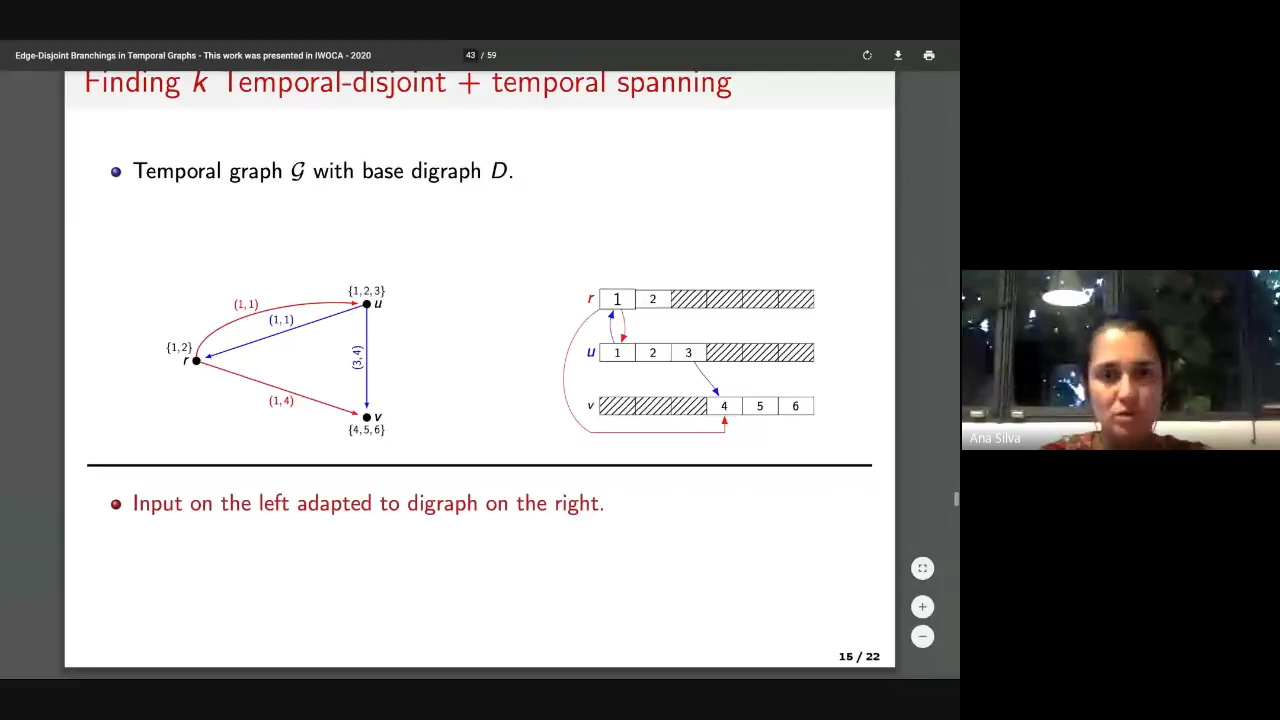 Edge-Disjoint Branchings in Temporal Graphs - This work was presented in IWOCA - 2020
43 / 59
Finding k Temporal-disjoint + temporal spanning
Temporal graph 𝒢 with base digraph D.
{1, 2, 3}
u
(1, 1)
(1, 1)
{1, 2}
r
(3, 4)
(1, 4)
v
{4, 5, 6}
r 1 2
u 1 2 3
v 4 5 6
Input on the left adapted to digraph on the right.
15 / 22
Ana Silva